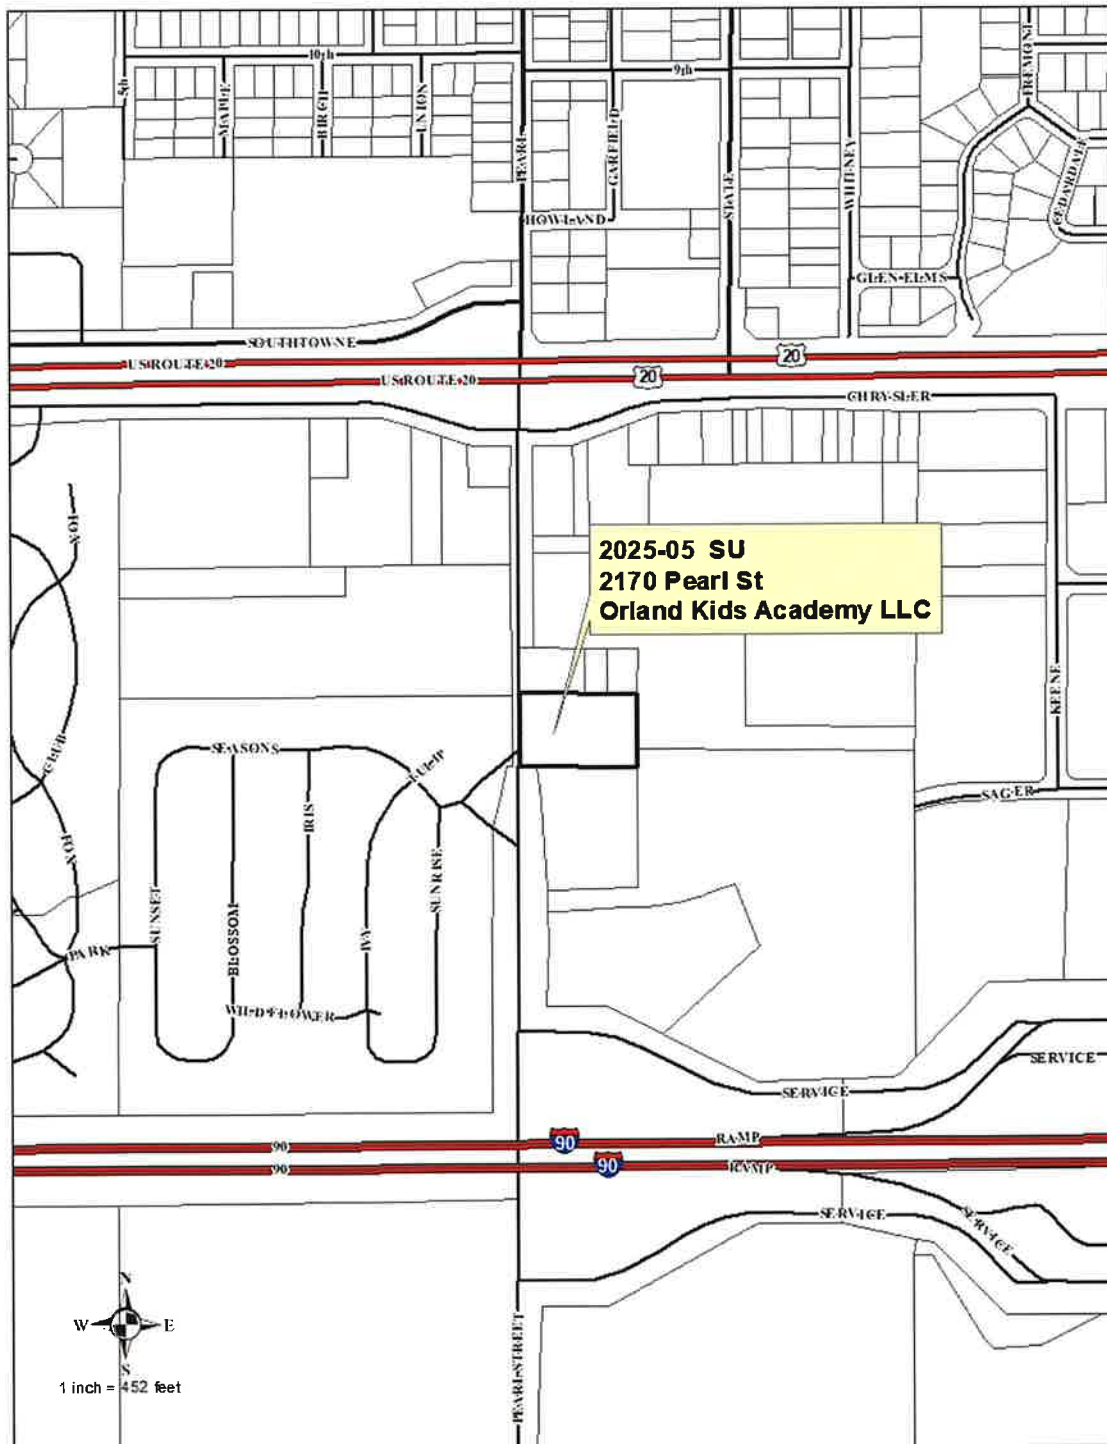 10th
9th
5th
MAPLE
BIRCH
UNION
PEARL
GARFIELD
STATE
WHITNEY
FREMONT
CEDARDALE
HOWLAND
GLEN ELMS
SOUTHTOWNE
US ROUTE 20
20
US ROUTE 20
20
CHRYSLER
FOX
2025-05 SU
2170 Pearl St
Orland Kids Academy LLC
KEENE
CLUB
SEASONS
TULIP
IRIS
SAGER
FOX
SUNSET
BLOSSOM
IVY
SUNRISE
PARK
WILDFLOWER
SERVICE
SERVICE
90
90
RAMP
90
90
RAMP
SERVICE
SERVICE
N
W
E
S
1 inch = 452 feet
PEARL STREET